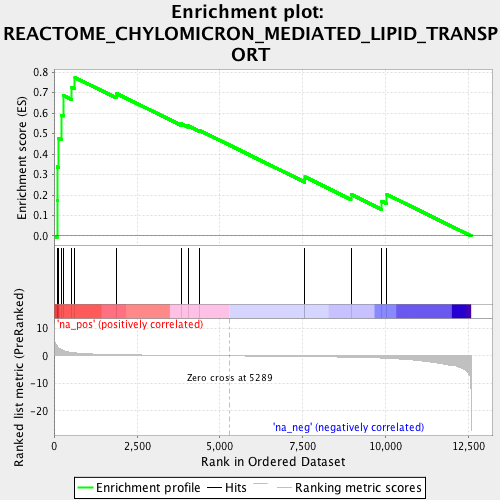 Enrichment plot:
REACTOME_CHYLOMICRON_MEDIATED_LIPID_TRANSP
ORT
Enrichment score (ES)
0.8
0.7
0.6
0.5
0.4
0.3
0.2
0.1
0.0
'na_pos' (positively correlated)
Ranked list metric (PreRanked)
10
5
0
-5
-10
-15
-20
Zero cross at 5289
'na_neg' (negatively correlated)
0
2,500
5,000
7,500
10,000
12,500
Rank in Ordered Dataset
Enrichment profile
Hits
Ranking metric scores